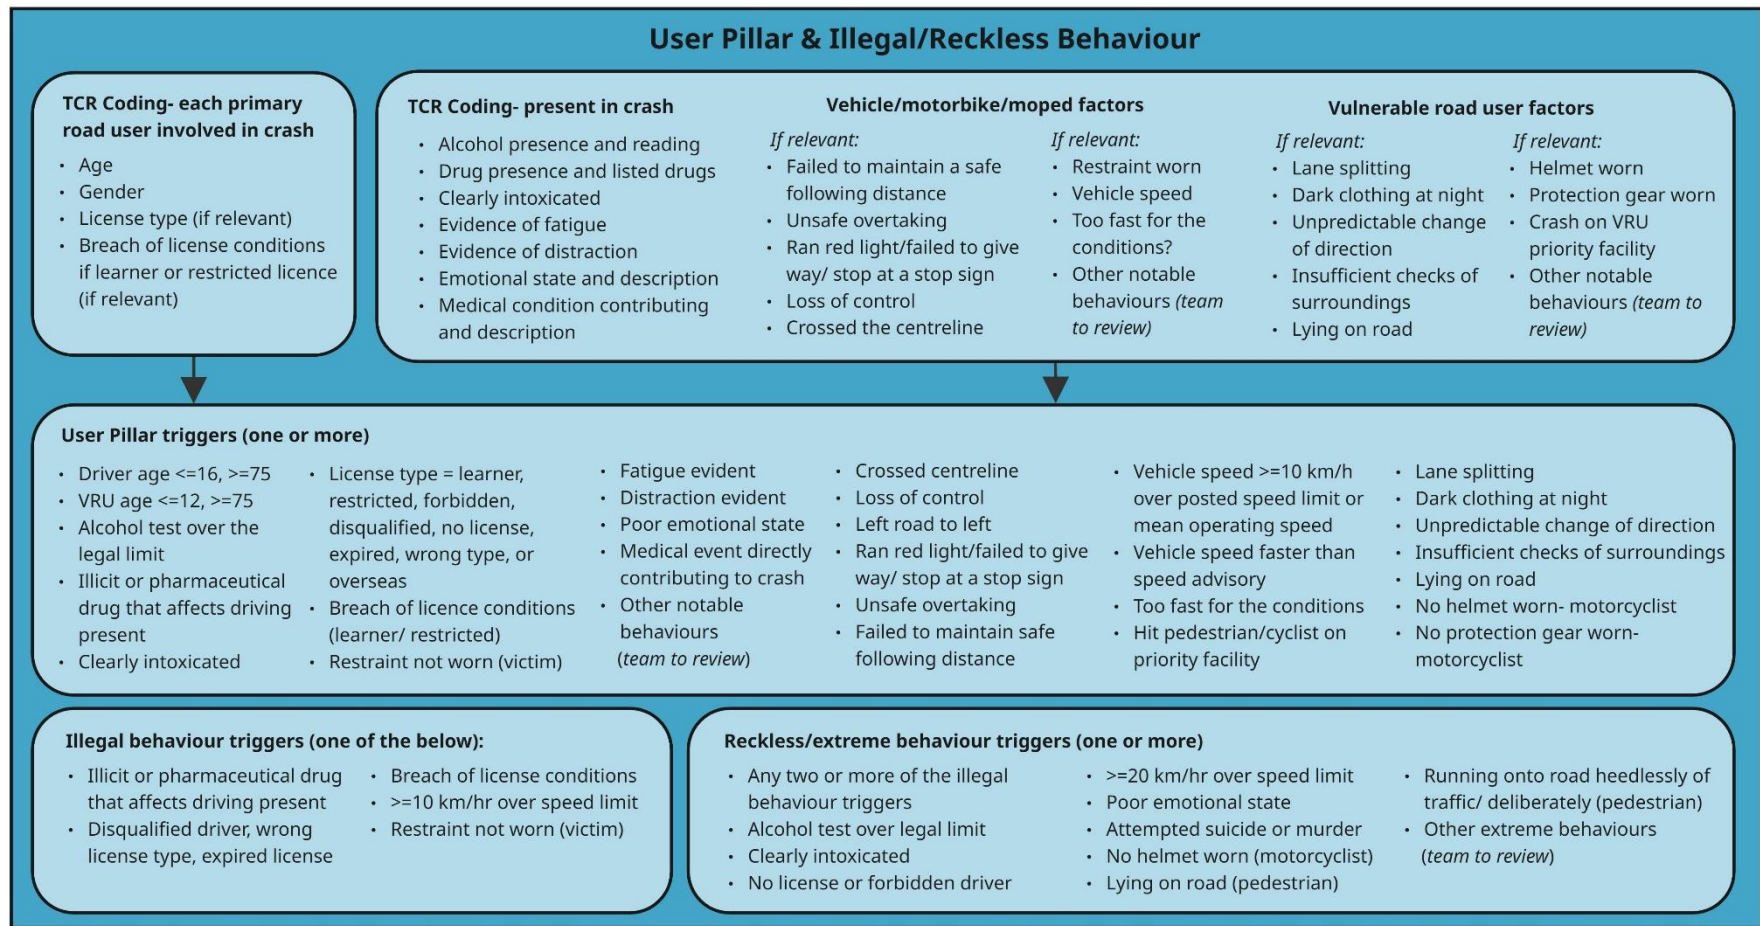 User Pillar & Illegal/Reckless Behaviour
TCR Coding- each primary
road user involved in crash
• Age
• Gender
• License type (if relevant)
• Breach of license conditions
if learner or restricted licence
(if relevant)
TCR Coding- present in crash
• Alcohol presence and reading
• Drug presence and listed drugs
• Clearly intoxicated
• Evidence of fatigue
• Evidence of distraction
• Emotional state and description
• Medical condition contributing
and description
Vehicle/motorbike/moped factors
If relevant:
• Failed to maintain a safe
following distance
• Unsafe overtaking
• Ran red light/failed to give
way/ stop at a stop sign
• Loss of control
• Crossed the centreline
If relevant:
• Restraint worn
• Vehicle speed
• Too fast for the
conditions?
• Other notable
behaviours (team
to review)
Vulnerable road user factors
If relevant:
• Lane splitting
• Dark clothing at night
• Unpredictable change
of direction
• Insufficient checks of
surroundings
• Lying on road
If relevant:
• Helmet worn
• Protection gear worn
• Crash on VRU
priority facility
• Other notable
behaviours (team to
review)
User Pillar triggers (one or more)
• Driver age <=16, >=75
• VRU age <=12, >=75
• Alcohol test over the
legal limit
• Illicit or pharmaceutical
drug that affects driving
present
• Clearly intoxicated
• License type = learner,
restricted, forbidden,
disqualified, no license,
expired, wrong type, or
overseas
• Breach of licence conditions
(learner/ restricted)
• Restraint not worn (victim)
• Fatigue evident
• Distraction evident
• Poor emotional state
• Medical event directly
contributing to crash
• Other notable
behaviours
(team to review)
• Crossed centreline
• Loss of control
• Left road to left
• Ran red light/failed to give
way/ stop at a stop sign
• Unsafe overtaking
• Failed to maintain safe
following distance
• Vehicle speed >=10 km/h
over posted speed limit or
mean operating speed
• Vehicle speed faster than
speed advisory
• Too fast for the conditions
• Hit pedestrian/cyclist on
priority facility
• Lane splitting
• Dark clothing at night
• Unpredictable change of direction
• Insufficient checks of surroundings
• Lying on road
• No helmet worn- motorcyclist
• No protection gear worn-
motorcyclist
Illegal behaviour triggers (one of the below):
• Illicit or pharmaceutical drug
that affects driving present
• Disqualified driver, wrong
license type, expired license
• Breach of license conditions
• >=10 km/hr over speed limit
• Restraint not worn (victim)
Reckless/extreme behaviour triggers (one or more)
• Any two or more of the illegal
behaviour triggers
• Alcohol test over legal limit
• Clearly intoxicated
• No license or forbidden driver
• >=20 km/hr over speed limit
• Poor emotional state
• Attempted suicide or murder
• No helmet worn (motorcyclist)
• Lying on road (pedestrian)
• Running onto road heedlessly of
traffic/ deliberately (pedestrian)
• Other extreme behaviours
(team to review)